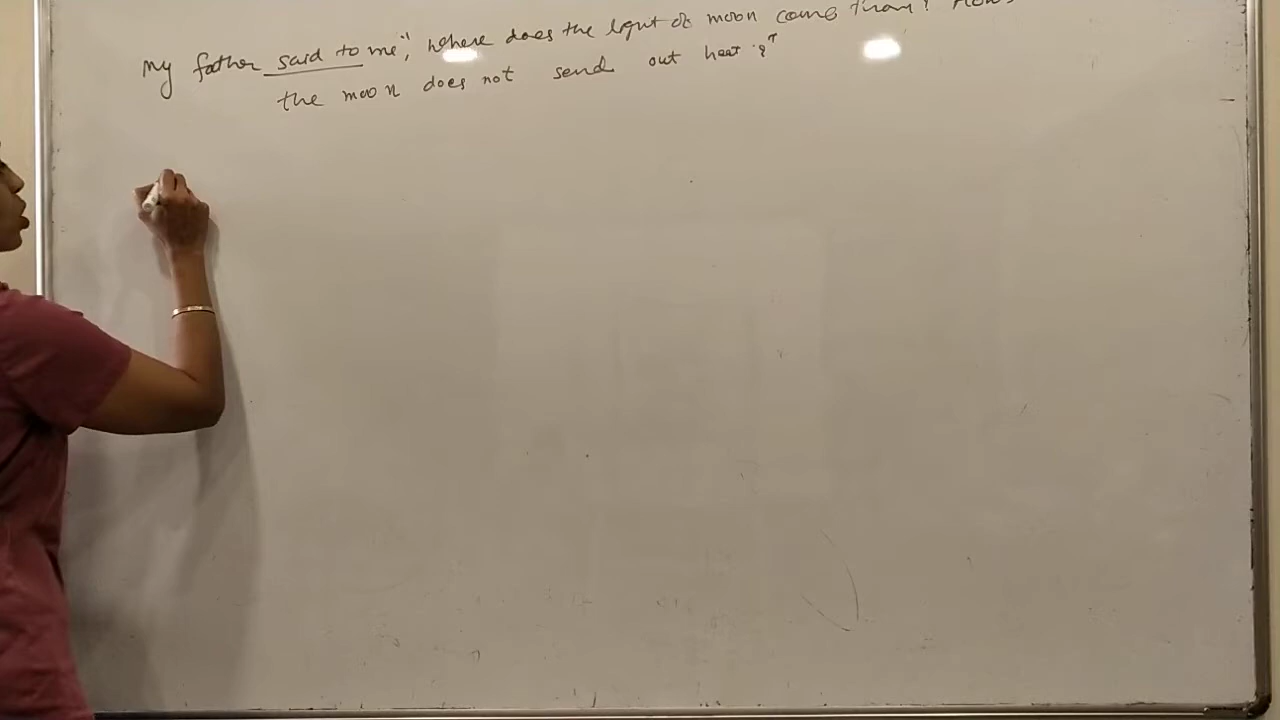 My father said to me", where does the light of moon come than? How
the moon does not send out heat ?"